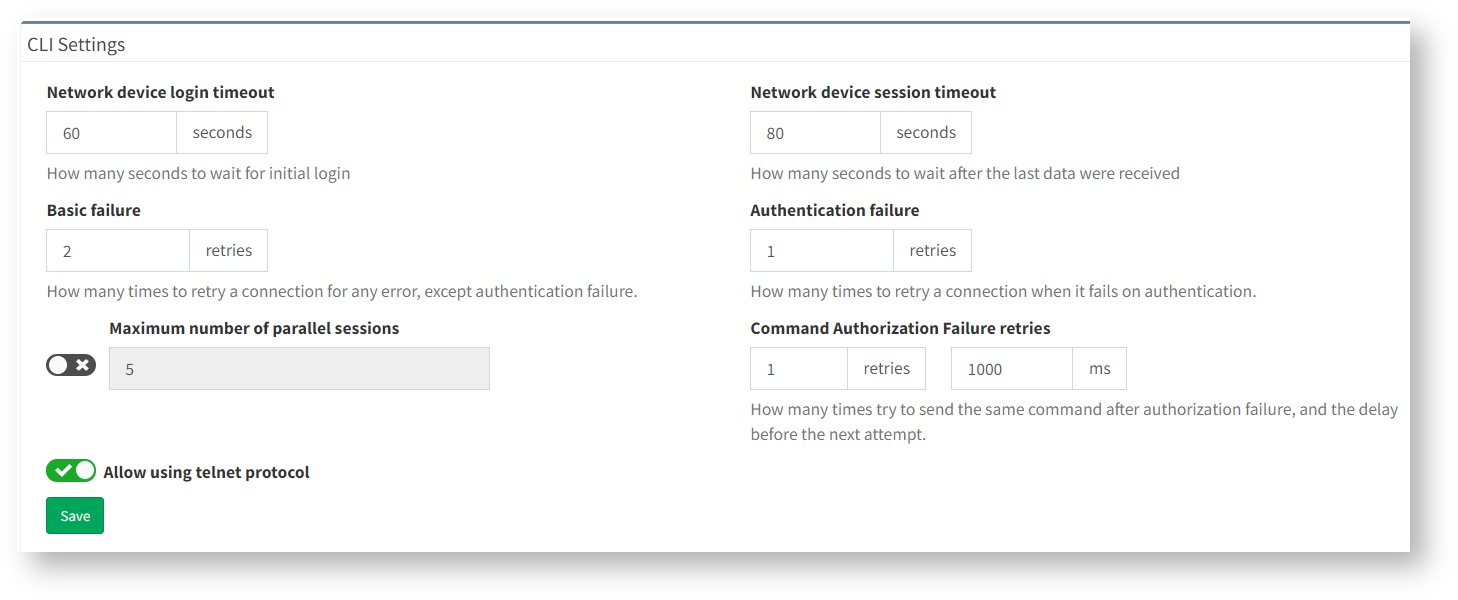 CLI Settings
Network device login timeout
60 seconds
How many seconds to wait for initial login
Network device session timeout
80 seconds
How many seconds to wait after the last data were received
Basic failure
2 retries
How many times to retry a connection for any error, except authentication failure.
Authentication failure
1 retries
How many times to retry a connection when it fails on authentication.
Maximum number of parallel sessions
5
Command Authorization Failure retries
1 retries 1000 ms
How many times try to send the same command after authorization failure, and the delay
before the next attempt.
Allow using telnet protocol
Save